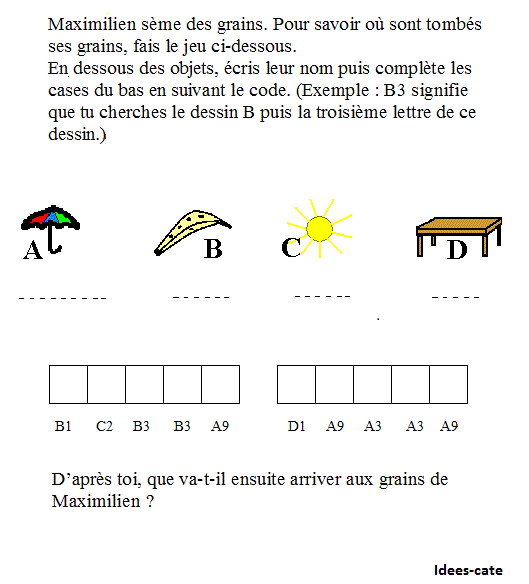 Maximilien sème des grains. Pour savoir où sont tombés
ses grains, fais le jeu ci-dessous.
En dessous des objets, écris leur nom puis complète les
cases du bas en suivant le code. (Exemple : B3 signifie
que tu cherches le dessin B puis la troisième lettre de ce
dessin.)
A B C D
_ _ _ _ _ _ _ _ _ _ _ _ _ _ _ _ _ _ _ _ _ _ _ _ _ _
B1 C2 B3 B3 A9 D1 A9 A3 A3 A9
D’après toi, que va-t-il ensuite arriver aux grains de
Maximilien ?
Idees-cate